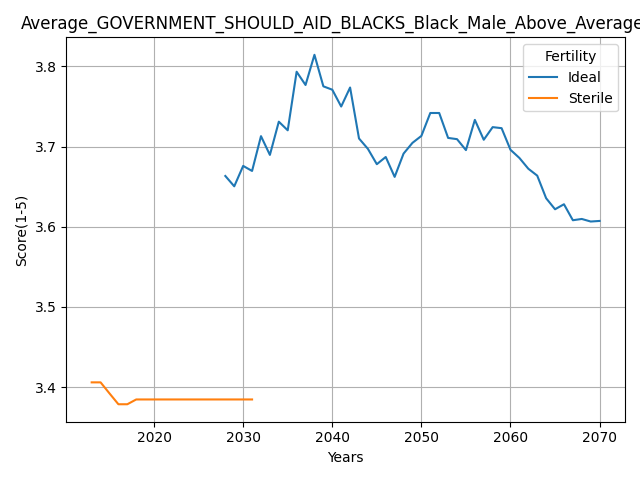 Average_GOVERNMENT_SHOULD_AID_BLACKS_Black_Male_Above_Average
Fertility
Ideal
Sterile
3.8
3.7
3.6
3.5
3.4
Score(1-5)
2020 2030 2040 2050 2060 2070
Years